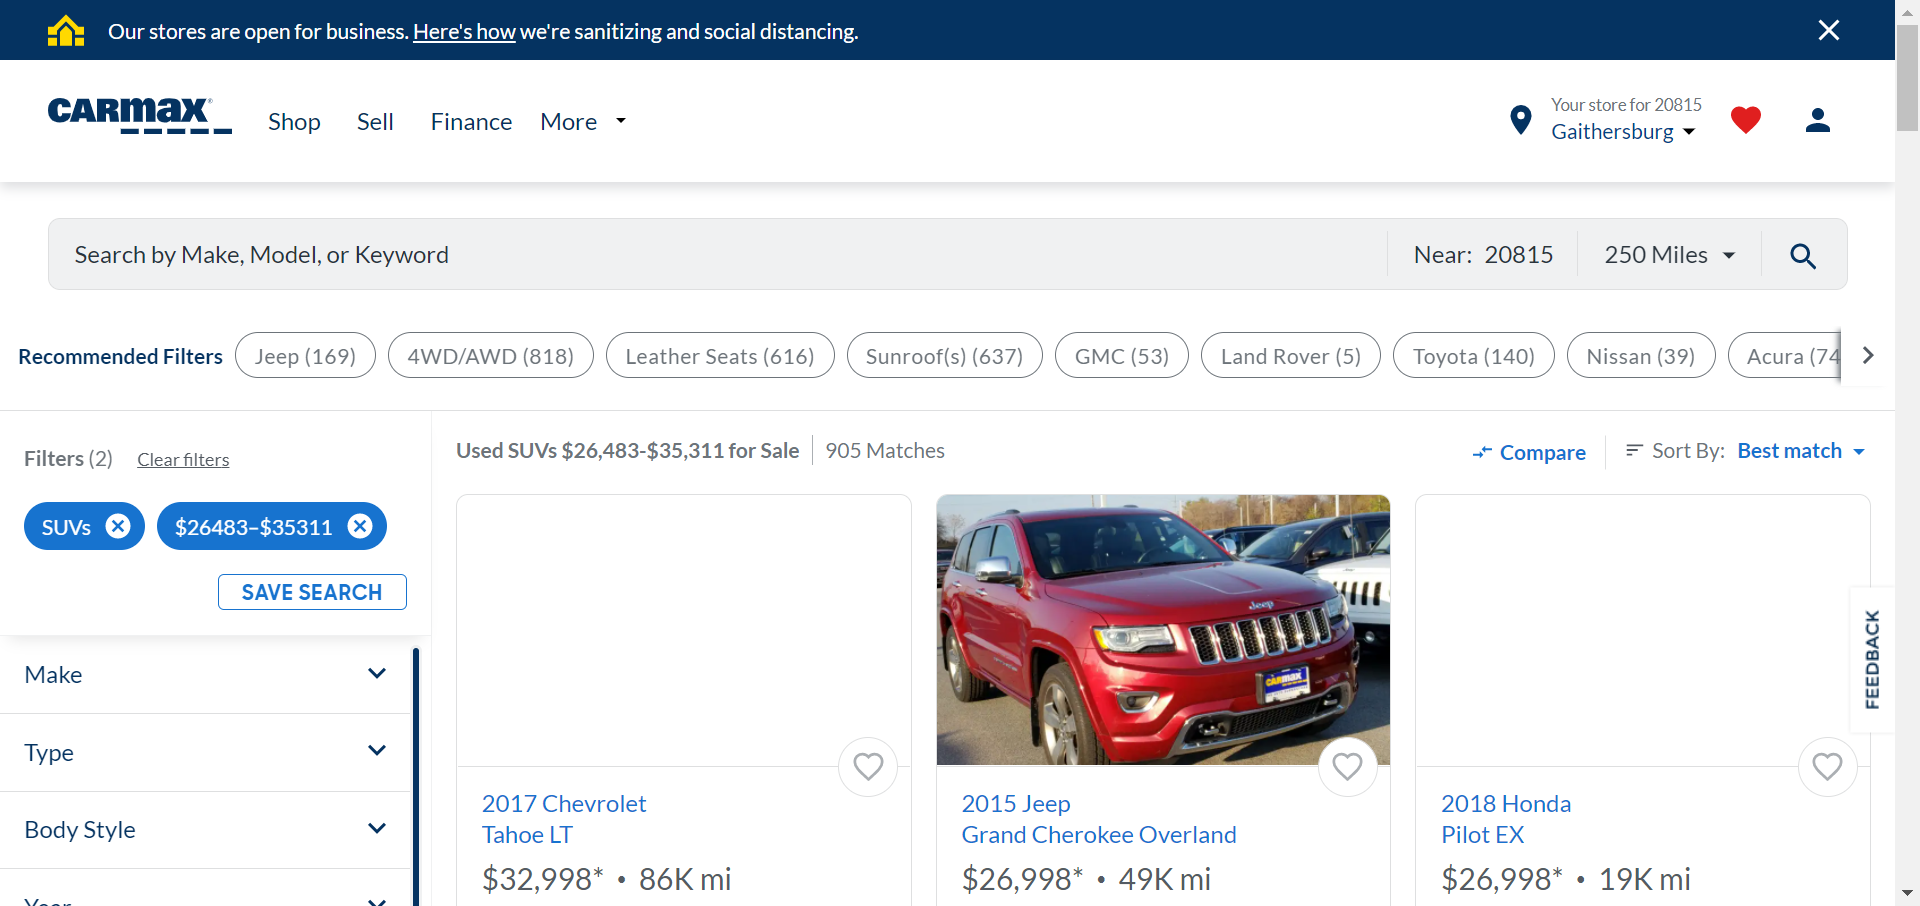 Our stores are open for business. Here's how we're sanitizing and social distancing.
CARMAX
Shop
Sell
Finance
More
Your store for 20815
Gaithersburg
Search by Make, Model, or Keyword
Near: 20815
250 Miles
Recommended Filters
Jeep (169)
4WD/AWD (818)
Leather Seats (616)
Sunroof(s) (637)
GMC (53)
Land Rover (5)
Toyota (140)
Nissan (39)
Acura (74
Filters (2)
Clear filters
SUVs
$26483–$35311
SAVE SEARCH
Make
Type
Body Style
Year
Used SUVs $26,483-$35,311 for Sale
905 Matches
Compare
Sort By: Best match
Jeep
CARMAX
2017 Chevrolet
Tahoe LT
$32,998* • 86K mi
2015 Jeep
Grand Cherokee Overland
$26,998* • 49K mi
2018 Honda
Pilot EX
$26,998* • 19K mi
FEEDBACK